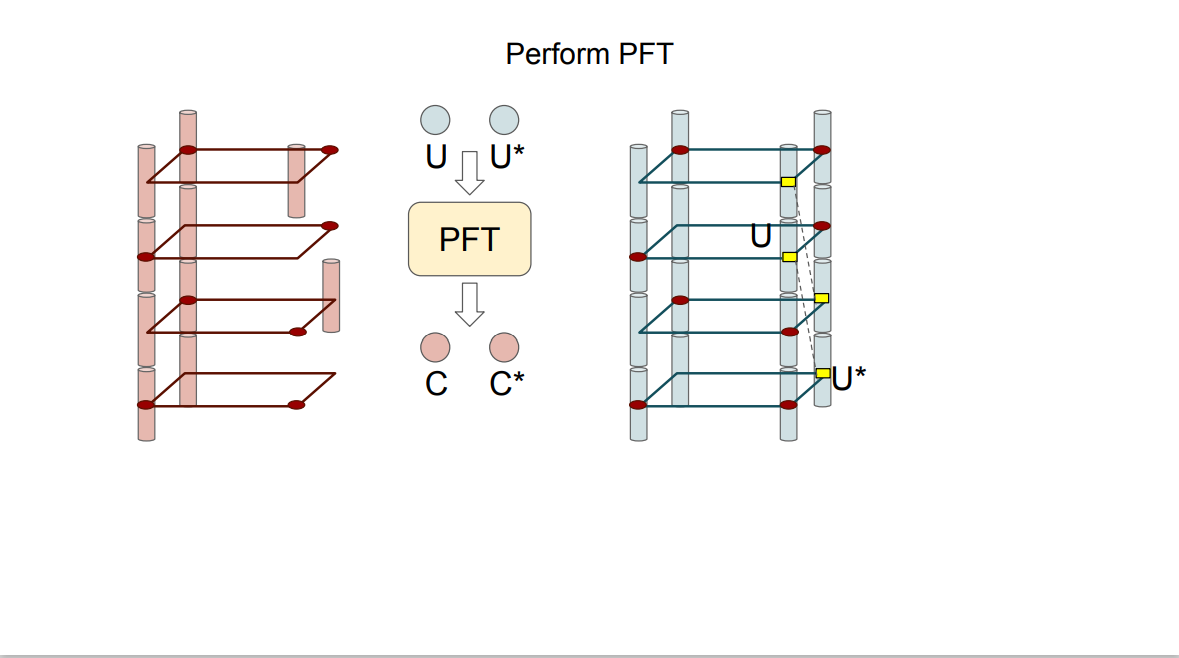 Perform PFT
U U*
PFT
C C*
U
U*